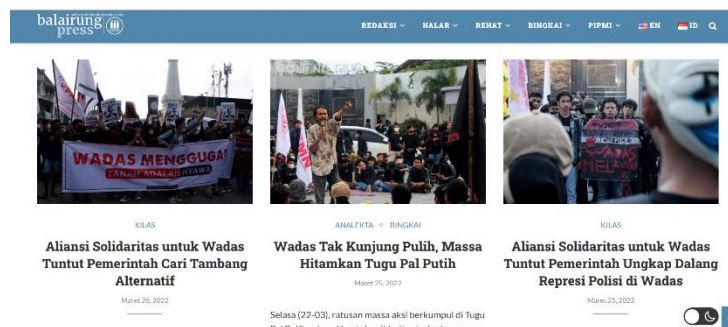 balairung
press
REDAKSI
NALAR
REHAT
BINGKAI
PIPMI
EN
ID
WADAS MENGGUGAT
TANAH ADALAH NYAWA
KILAS
Aliansi Solidaritas untuk Wadas
Tuntut Pemerintah Cari Tambang
Alternatif
Maret 26, 2022
ANALEKTA
BINGKAI
Wadas Tak Kunjung Pulih, Massa
Hitamkan Tugu Pal Putih
Maret 25, 2022
Selasa (22-03), ratusan massa aksi berkumpul di Tugu
WADAS
MELAWAN
KILAS
Aliansi Solidaritas untuk Wadas
Tuntut Pemerintah Ungkap Dalang
Represi Polisi di Wadas
Maret 25, 2022